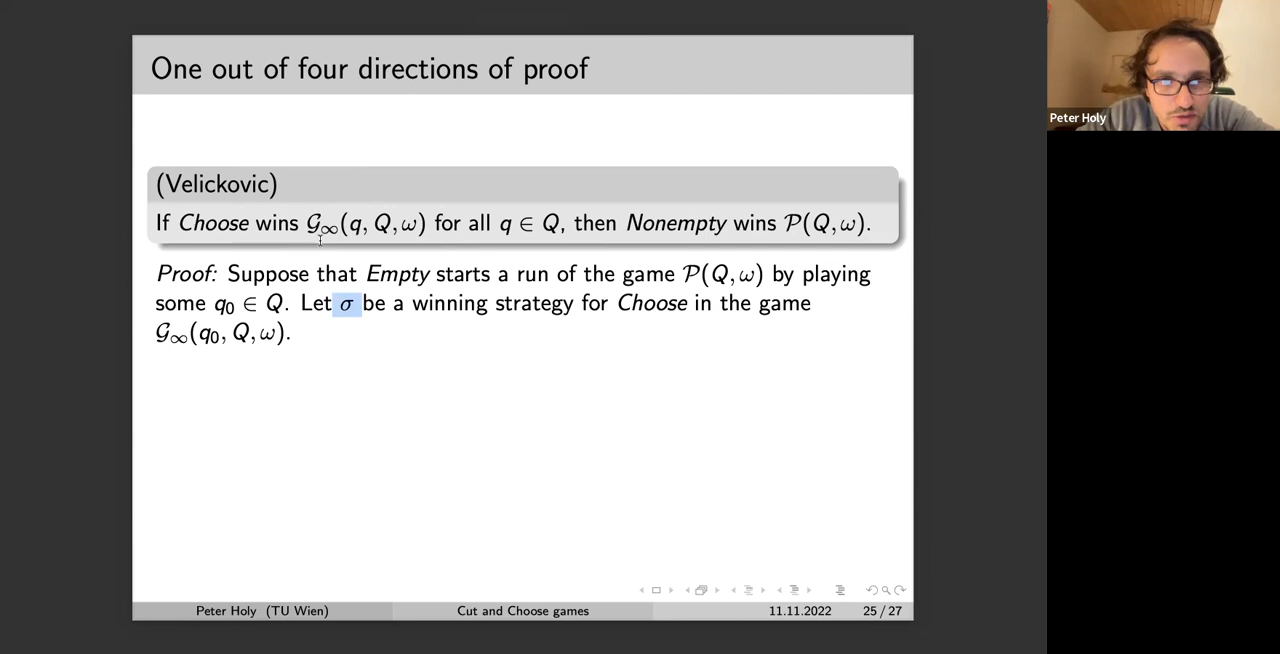 One out of four directions of proof
Peter Holy
(Velickovic)
If Choose wins 𝒢∞(q, Q, ω) for all q ∈ Q, then Nonempty wins 𝒫(Q, ω).
Proof: Suppose that Empty starts a run of the game 𝒫(Q, ω) by playing
some q₀ ∈ Q. Let σ be a winning strategy for Choose in the game
𝒢∞(q₀, Q, ω).
Peter Holy (TU Wien) Cut and Choose games 11.11.2022 25 / 27